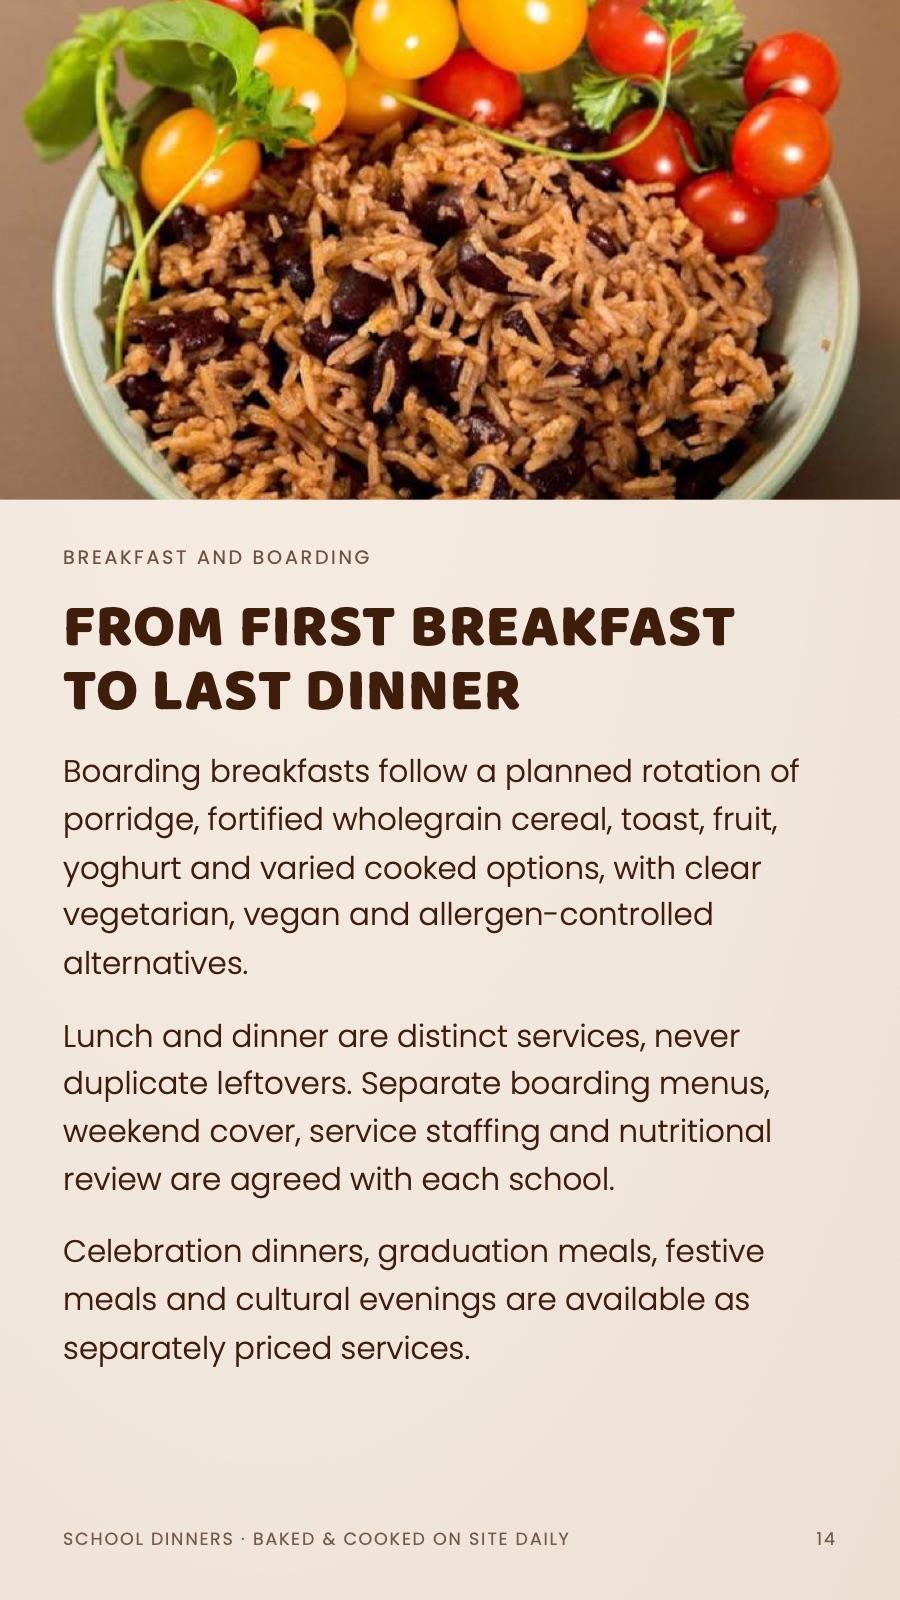 BREAKFAST AND BOARDING
FROM FIRST BREAKFAST
TO LAST DINNER
Boarding breakfasts follow a planned rotation of
porridge, fortified wholegrain cereal, toast, fruit,
yoghurt and varied cooked options, with clear
vegetarian, vegan and allergen-controlled
alternatives.
Lunch and dinner are distinct services, never
duplicate leftovers. Separate boarding menus,
weekend cover, service staffing and nutritional
review are agreed with each school.
Celebration dinners, graduation meals, festive
meals and cultural evenings are available as
separately priced services.
SCHOOL DINNERS · BAKED & COOKED ON SITE DAILY
14